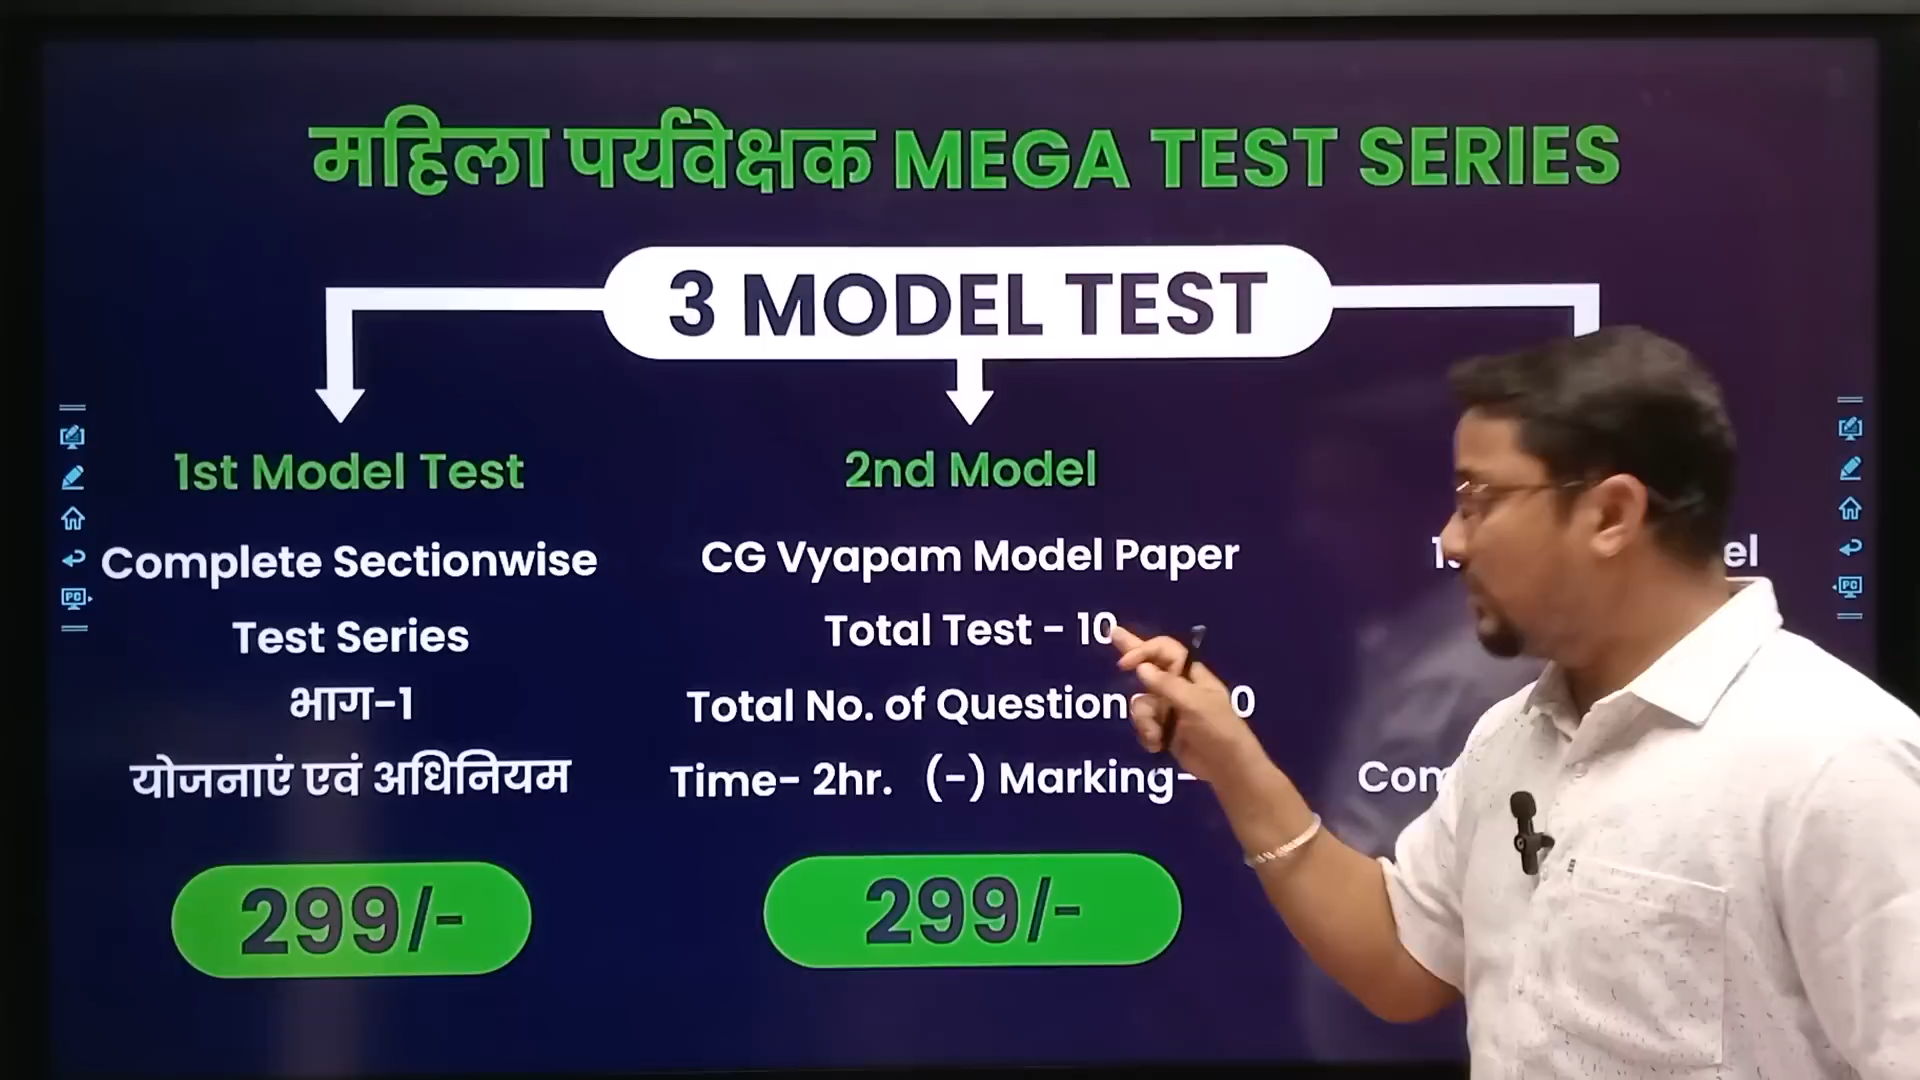 महिला पर्यवेक्षक MEGA TEST SERIES
3 MODEL TEST
1st Model Test
Complete Sectionwise
Test Series
भाग-1
योजनाएं एवं अधिनियम
299/-
2nd Model
CG Vyapam Model Paper
Total Test - 10
Total No. of Question
Time- 2hr. (-) Marking-
299/-